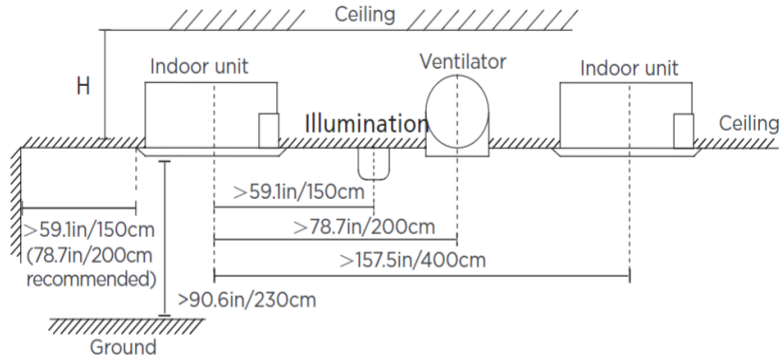 Ceiling
H
Indoor unit
Ventilator
Indoor unit
Illumination
Ceiling
>59.1in/150cm
>78.7in/200cm
>157.5in/400cm
>59.1in/150cm
(78.7in/200cm
recommended)
>90.6in/230cm
Ground